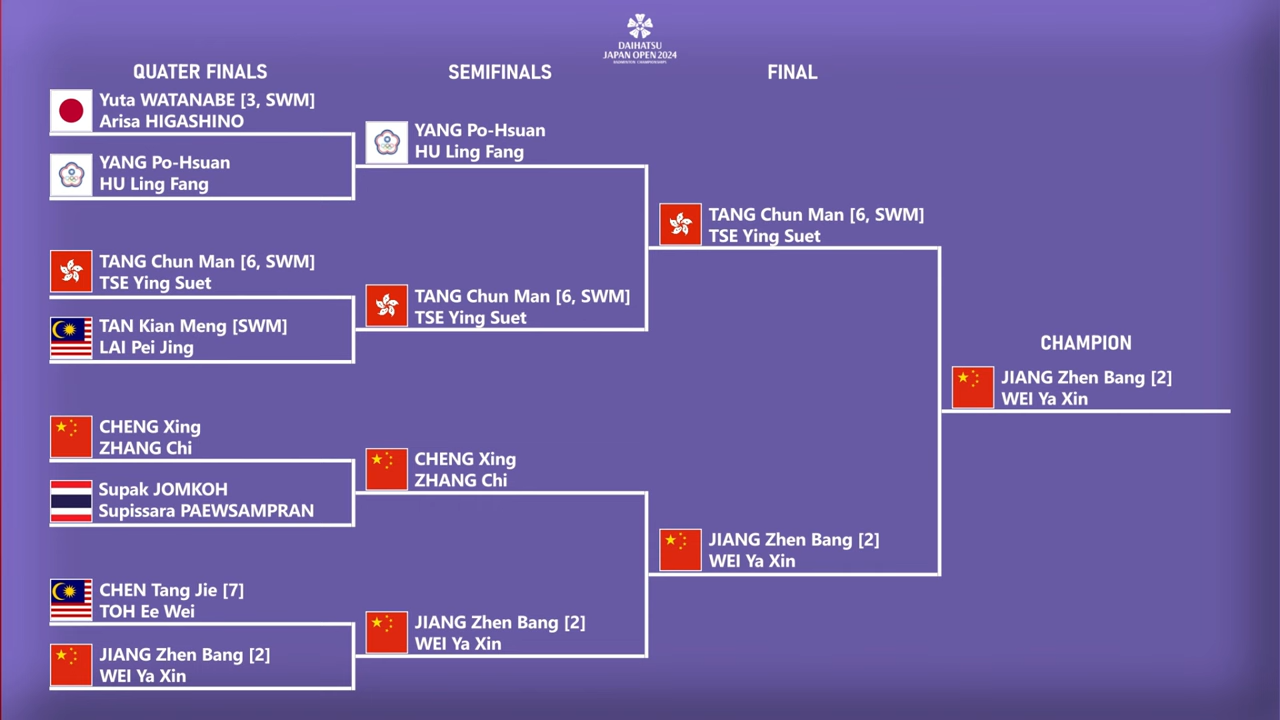 DAIHATSU
JAPAN OPEN 2024
QUATER FINALS
SEMIFINALS
FINAL
Yuta WATANABE [3, SWM]
Arisa HIGASHINO
YANG Po-Hsuan
HU Ling Fang
TANG Chun Man [6, SWM]
TSE Ying Suet
TAN Kian Meng [SWM]
LAI Pei Jing
CHENG Xing
ZHANG Chi
Supak JOMKOH
Supissara PAEWSAMPRAN
CHEN Tang Jie [7]
TOH Ee Wei
JIANG Zhen Bang [2]
WEI Ya Xin
YANG Po-Hsuan
HU Ling Fang
TANG Chun Man [6, SWM]
TSE Ying Suet
CHENG Xing
ZHANG Chi
JIANG Zhen Bang [2]
WEI Ya Xin
TANG Chun Man [6, SWM]
TSE Ying Suet
JIANG Zhen Bang [2]
WEI Ya Xin
CHAMPION
JIANG Zhen Bang [2]
WEI Ya Xin